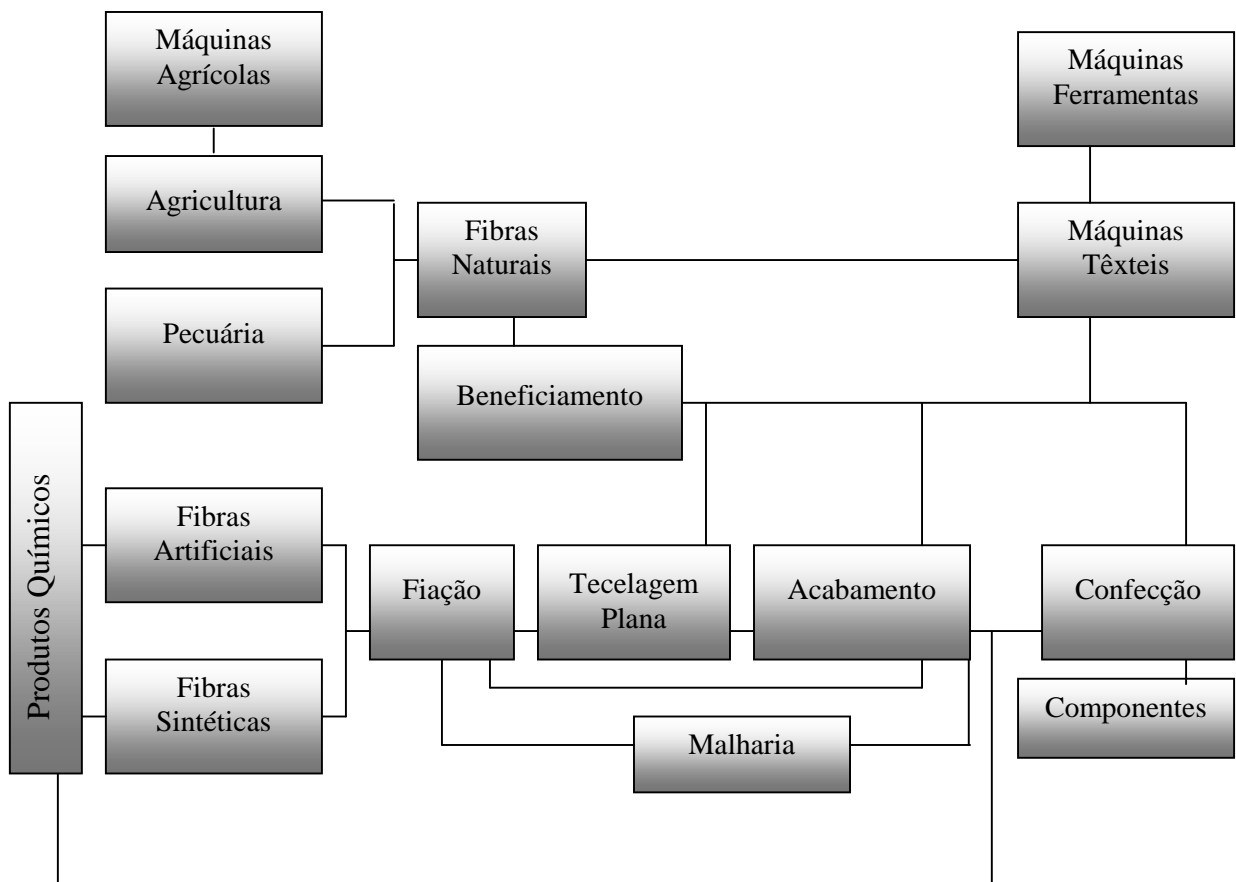 Máquinas
Agrícolas
Máquinas
Ferramentas
Agricultura
Fibras
Naturais
Máquinas
Têxteis
Pecuária
Beneficiamento
Produtos Químicos
Fibras
Artificiais
Fiação
Tecelagem
Plana
Acabamento
Confecção
Fibras
Sintéticas
Componentes
Malharia